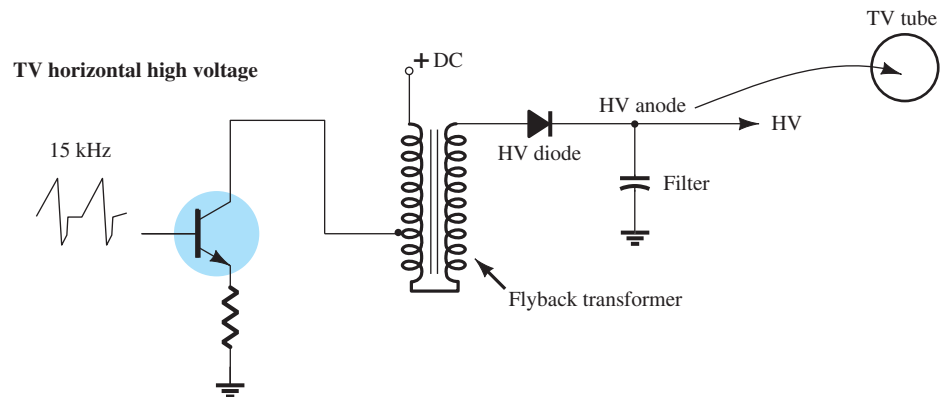 TV tube
+ DC
TV horizontal high voltage
HV anode
HV
15 kHz
HV diode
Filter
Flyback transformer